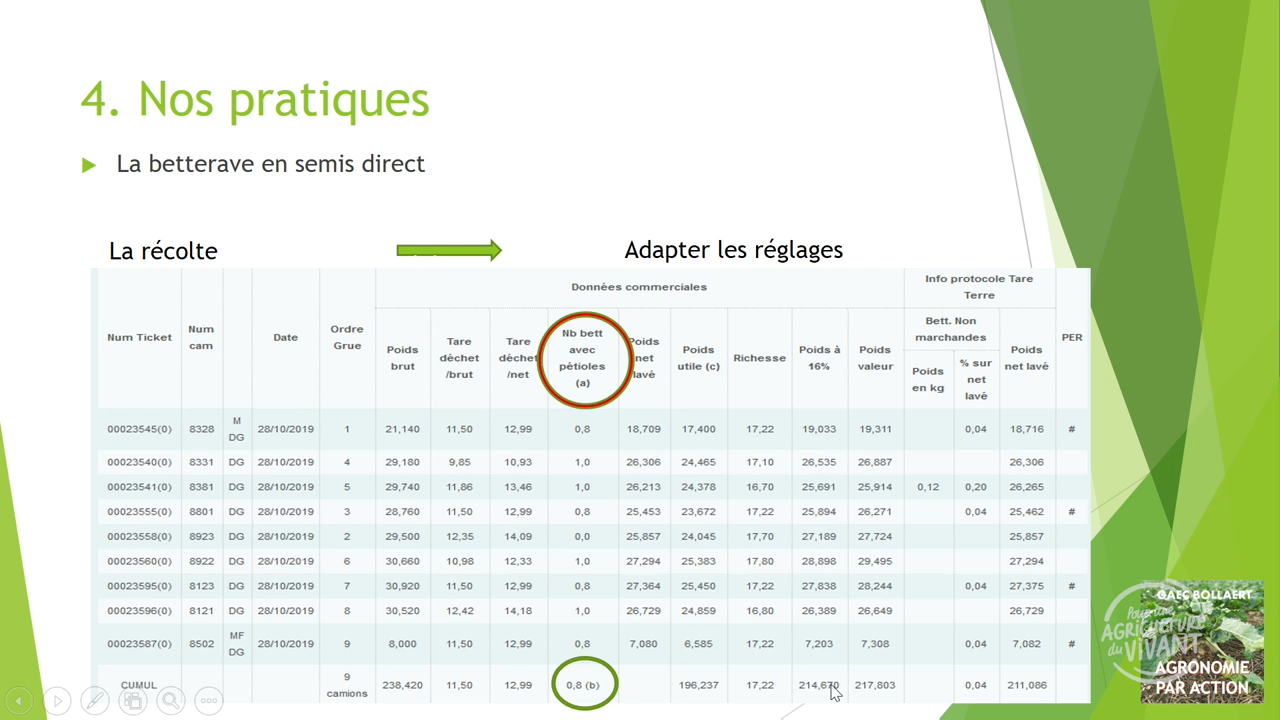 4. Nos pratiques
La betterave en semis direct
La récolte
Adapter les réglages
Num Ticket Num cam Date Ordre Grue Données commerciales Info protocole Tare Terre PER
Poids brut Tare déchet /brut Tare déchet /net Nb bett avec pétioles (a) Poids net lavé Poids utile (c) Richesse Poids à 16% Poids valeur Bett. Non marchandes Poids en kg % sur net lavé Poids net lavé
00023545(0) 8328 M DG 28/10/2019 1 21,140 11,50 12,99 0,8 18,709 17,400 17,22 19,033 19,311 0,04 18,716 #
00023540(0) 8331 DG 28/10/2019 4 29,180 9,85 10,93 1,0 26,306 24,465 17,10 26,535 26,887 26,306
00023541(0) 8381 DG 28/10/2019 5 29,740 11,86 13,46 1,0 26,213 24,378 16,70 25,691 25,914 0,12 0,20 26,265
00023555(0) 8801 DG 28/10/2019 3 28,760 11,50 12,99 0,8 25,453 23,672 17,22 25,894 26,271 0,04 25,462 #
00023558(0) 8923 DG 28/10/2019 2 29,500 12,35 14,09 0,0 25,857 24,045 17,70 27,189 27,724 25,857
00023560(0) 8922 DG 28/10/2019 6 30,660 10,98 12,33 1,0 27,294 25,383 17,80 28,898 29,495 27,294
00023595(0) 8123 DG 28/10/2019 7 30,920 11,50 12,99 0,8 27,364 25,450 17,22 27,838 28,244 0,04 27,375 #
00023596(0) 8121 DG 28/10/2019 8 30,520 12,42 14,18 1,0 26,729 24,859 16,80 26,389 26,649 26,729
00023587(0) 8502 MF DG 28/10/2019 9 8,000 11,50 12,99 0,8 7,080 6,585 17,22 7,203 7,308 0,04 7,082 #
CUMUL 9 camions 238,420 11,50 12,99 0,8 (b) 196,237 17,22 214,670 217,803 0,04 211,086
GAEC BOLLAERT
Pour une
AGRICULTURE
du VIVANT
AGRONOMIE
PAR ACTION